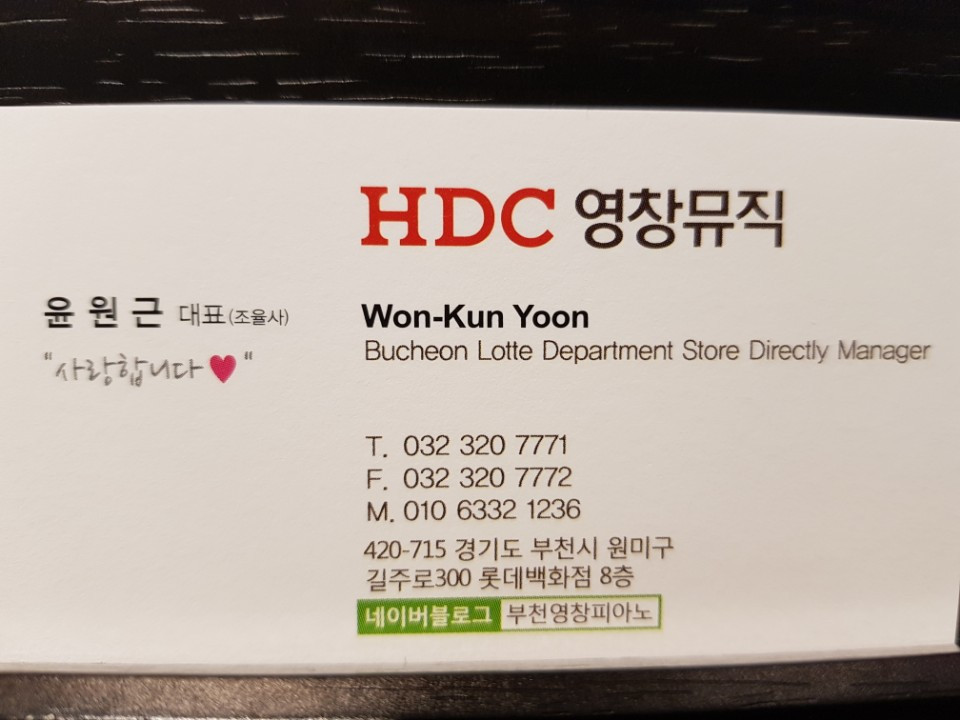 HDC 영창뮤직
윤 원 근 대표(조율사)
"사랑합니다♥"
Won-Kun Yoon
Bucheon Lotte Department Store Directly Manager
T. 032 320 7771
F. 032 320 7772
M. 010 6332 1236
420-715 경기도 부천시 원미구
길주로300 롯데백화점 8층
네이버블로그 부천영창피아노